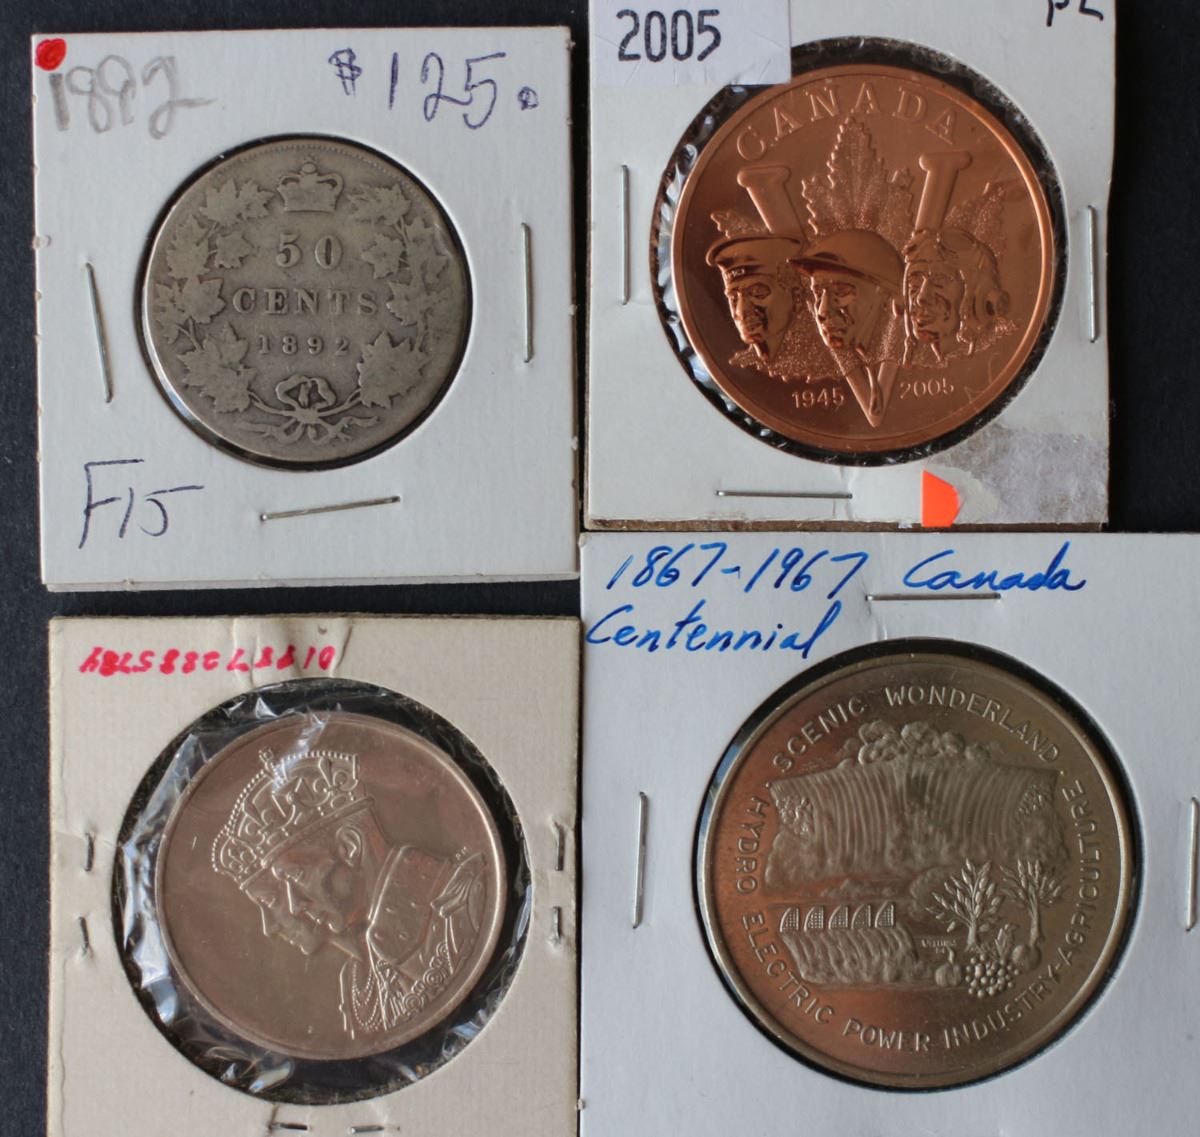 1892 $125.
50
CENTS
1892
F15
2005
PL
CANADA
1945 2005
1867-1967 Canada
Centennial
SCENIC WONDERLAND
HYDRO ELECTRIC POWER INDUSTRY-AGRICULTURE